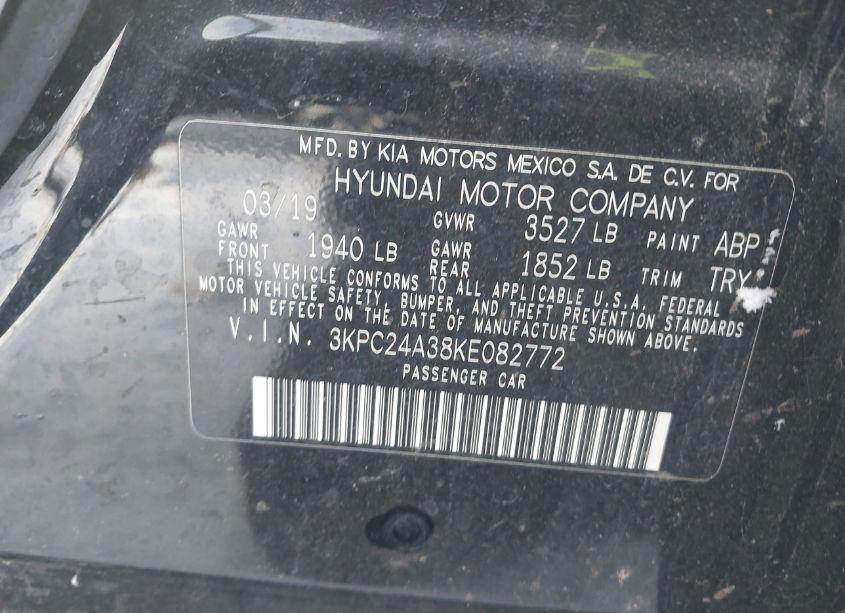 MFD. BY KIA MOTORS MEXICO S.A. DE C.V. FOR
HYUNDAI MOTOR COMPANY
03/19 GVWR 3527 LB PAINT ABP
GAWR FRONT 1940 LB GAWR REAR 1852 LB TRIM TRY
THIS VEHICLE CONFORMS TO ALL APPLICABLE U.S.A. FEDERAL
MOTOR VEHICLE SAFETY, BUMPER, AND THEFT PREVENTION STANDARDS
IN EFFECT ON THE DATE OF MANUFACTURE SHOWN ABOVE.
V.I.N. 3KPC24A38KE082772
PASSENGER CAR